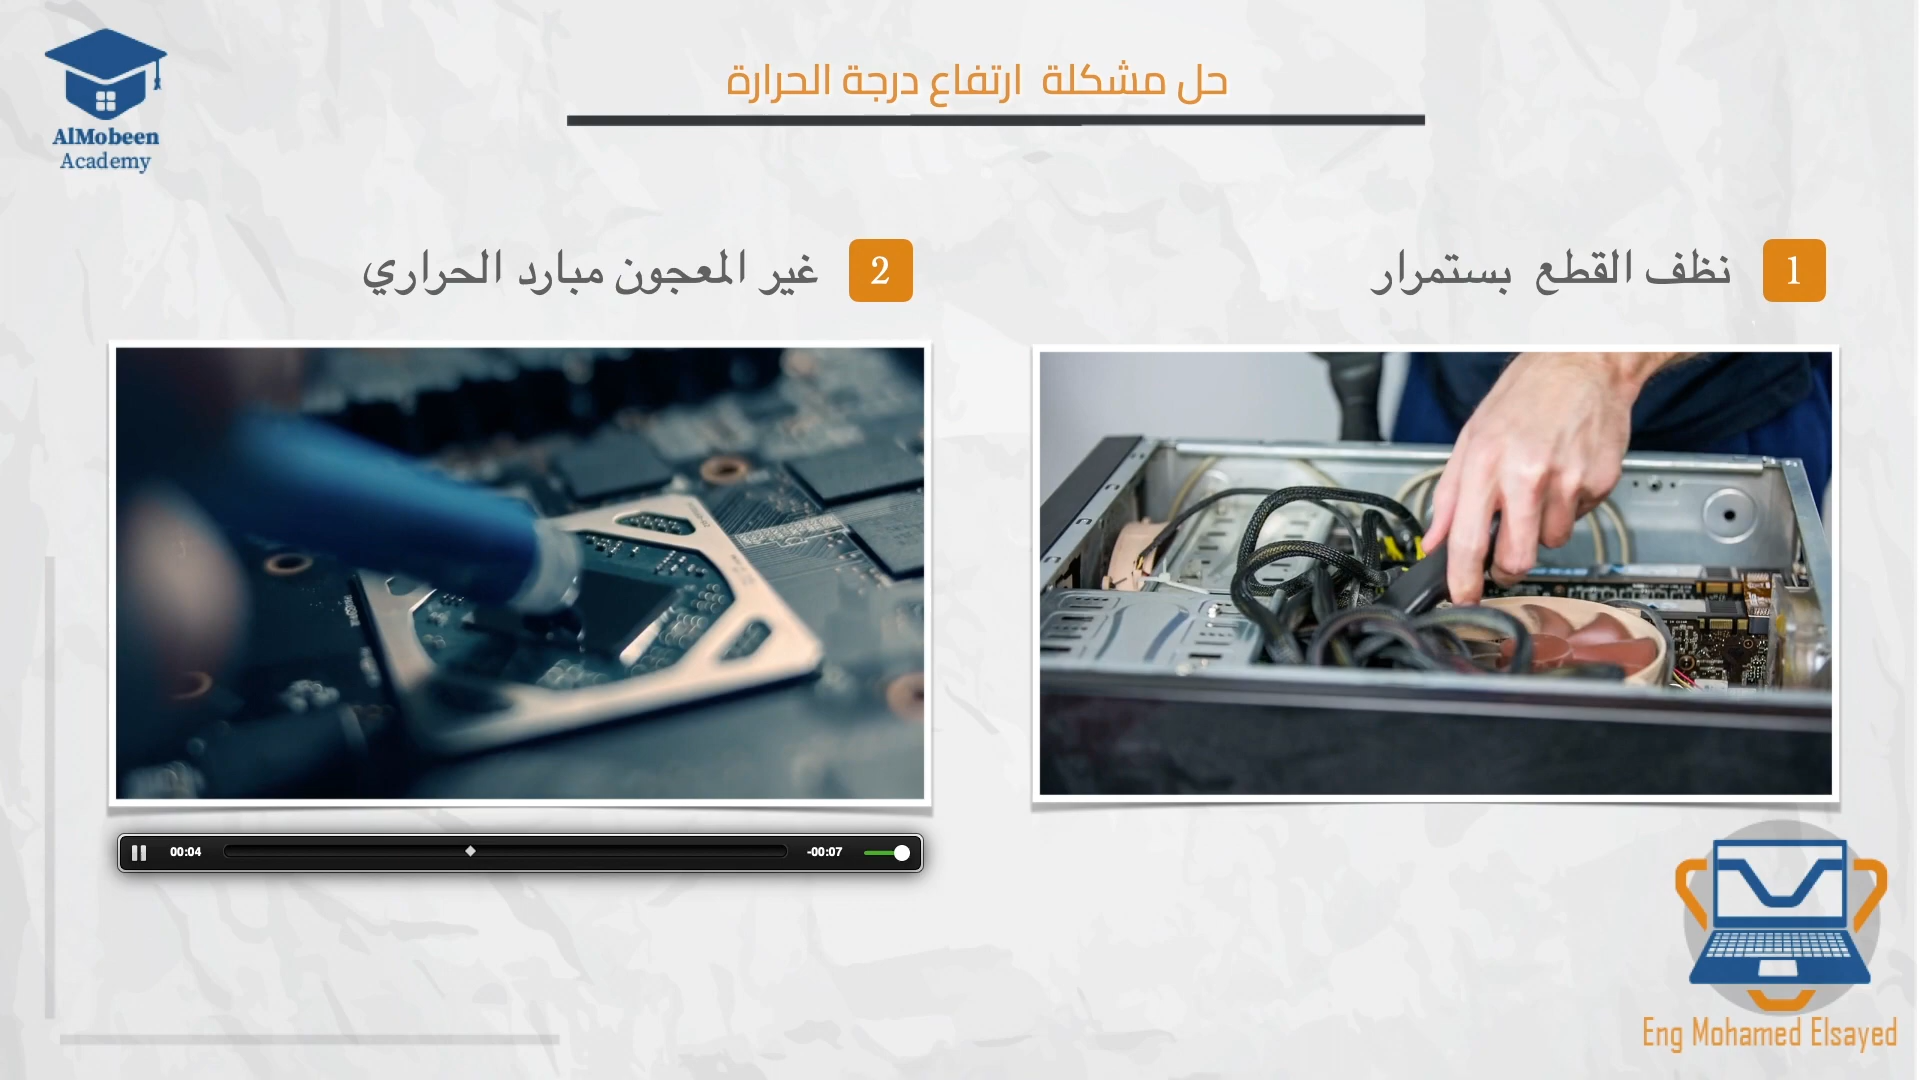 AlMobeen
Academy
حل مشكلة ارتفاع درجة الحرارة
1 نظف القطع بستمرار
2 غير المعجون مبارد الحراري
00:04 -00:07
Eng Mohamed Elsayed